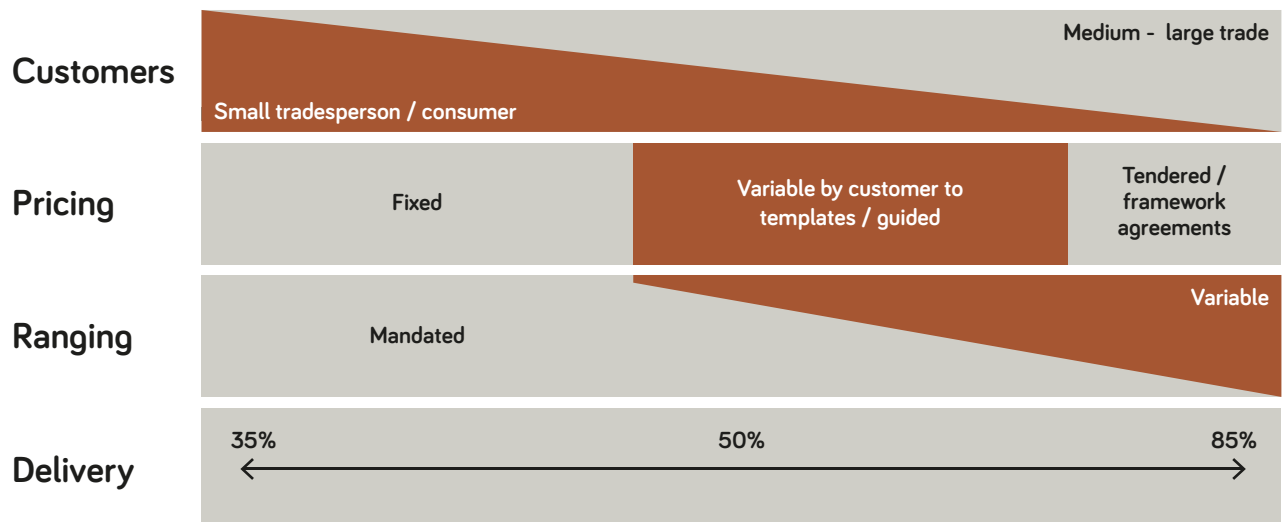 Customers
Medium - large trade
Small tradesperson / consumer
Pricing
Fixed
Variable by customer to
templates / guided
Tendered /
framework
agreements
Ranging
Mandated
Variable
Delivery
35%
50%
85%